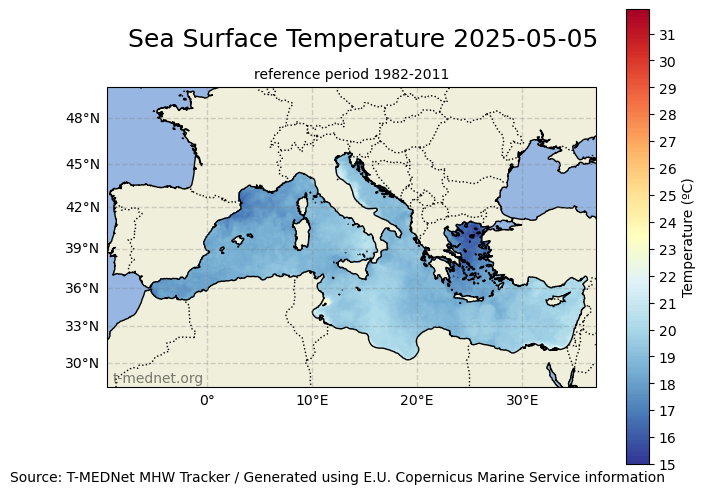 Sea Surface Temperature 2025-05-05
reference period 1982-2011
48°N
45°N
42°N
39°N
36°N
33°N
30°N
t-mednet.org
0°
10°E
20°E
30°E
31
30
29
28
27
26
25
24
23
22
21
20
19
18
17
16
15
Temperature (ºC)
Source: T-MEDNet MHW Tracker / Generated using E.U. Copernicus Marine Service information